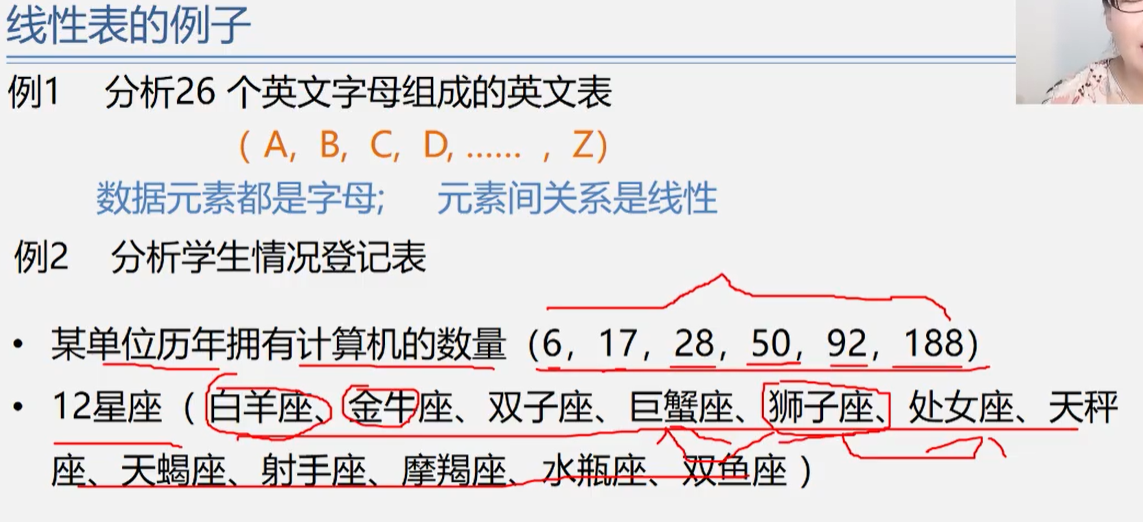 线性表的例子
例1 分析26 个英文字母组成的英文表
( A, B, C, D, …… , Z)
数据元素都是字母; 元素间关系是线性
例2 分析学生情况登记表
• 某单位历年拥有计算机的数量（6，17，28，50，92，188）
• 12星座（白羊座、金牛座、双子座、巨蟹座、狮子座、处女座、天秤
座、天蝎座、射手座、摩羯座、水瓶座、双鱼座 ）